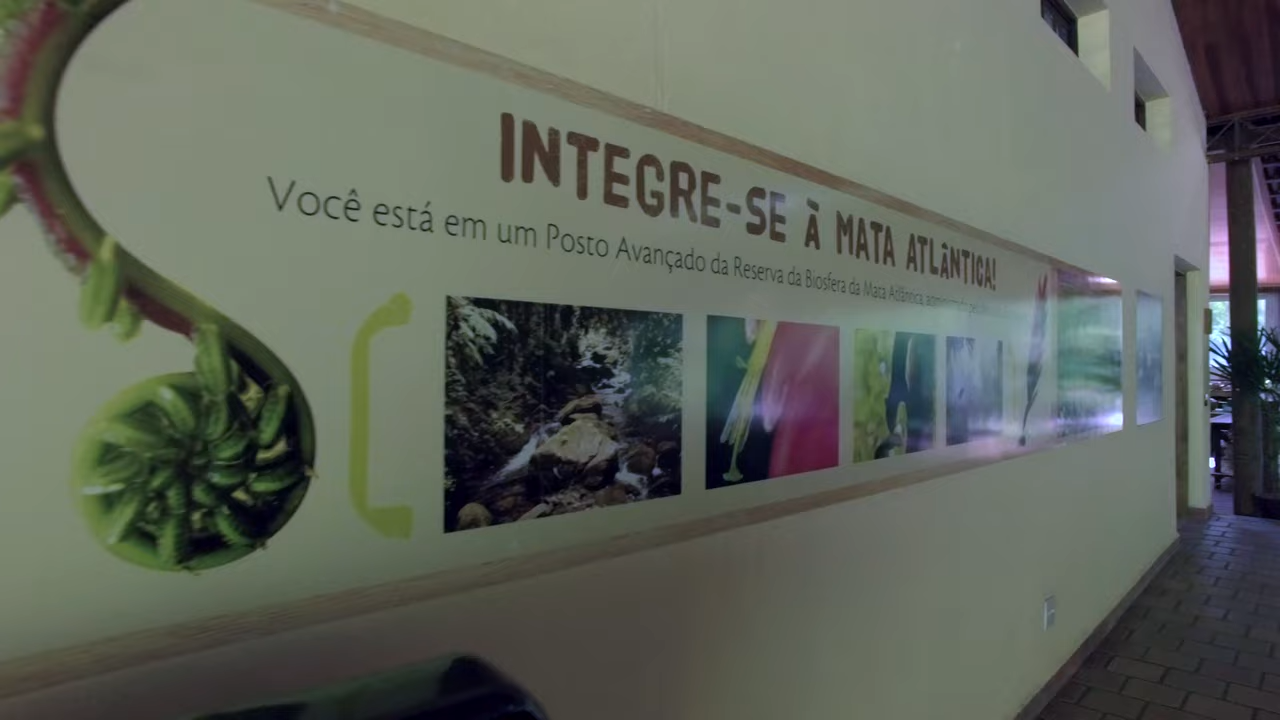 INTEGRE-SE À MATA ATLÂNTICA!
Você está em um Posto Avançado da Reserva da Biosfera da Mata Atlântica,